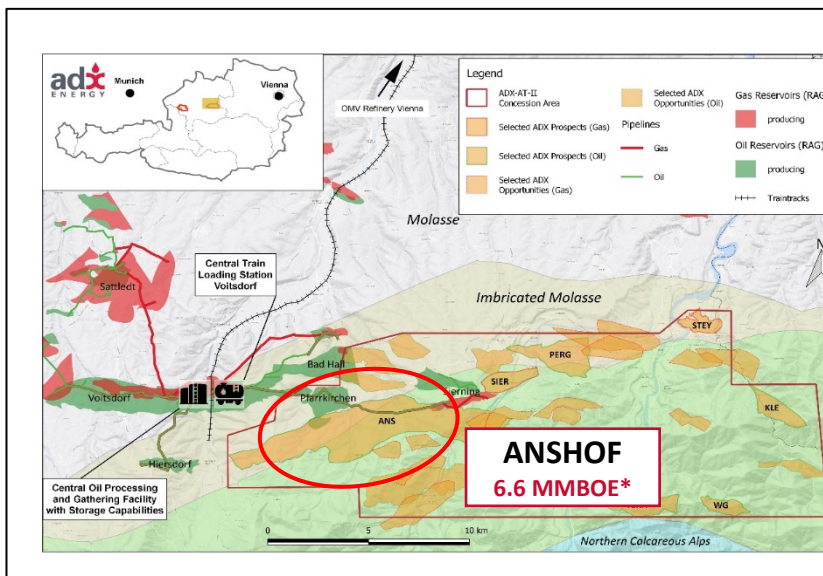 adx
ENERGY
Munich
Vienna
OMV Refinery Vienna
Legend
ADX-AT-II
Concession Area
Selected ADX Prospects (Gas)
Selected ADX Prospects (Oil)
Selected ADX
Opportunities (Gas)
Selected ADX
Opportunities (Oil)
Pipelines
Gas
Oil
Gas Reservoirs (RAG
producing
Oil Reservoirs (RAG)
producing
Traintracks
Molasse
Central Train
Loading Station
Voitsdorf
Sattledt
Imbricated Molasse
STEY
PERG
Bad Hall
SIER
Voitsdorf
Pfarrkirchen
KLE
ANS
Hiersdorf
ANSHOF
6.6 MMBOE*
Central Oil Processing
and Gathering Facility
with Storage Capabilities
WG
0
5
10 km
Northern Calcareous Alps